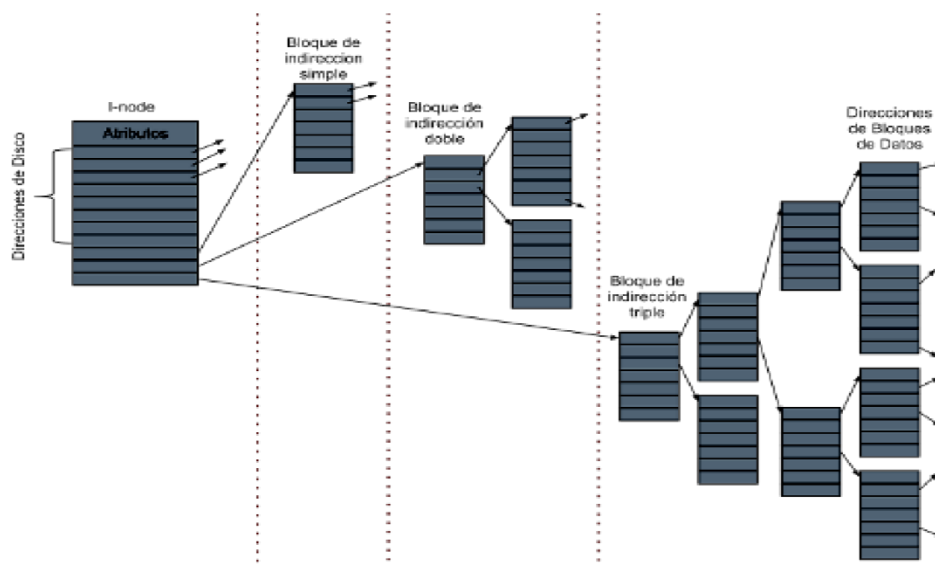 I-node
Atributos
Direcciones de Disco
Bloque de
indireccion
simple
Bloque de
indirección
doble
Bloque de
indirección
triple
Direcciones
de Bloques
de Datos